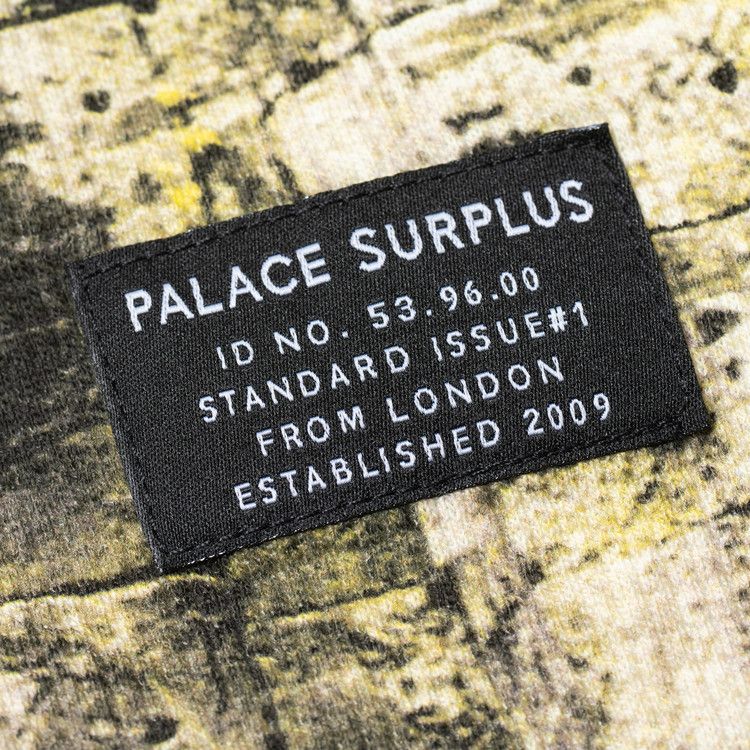 PALACE SURPLUS
ID NO. 53.96.00
STANDARD ISSUE#1
FROM LONDON
ESTABLISHED 2009